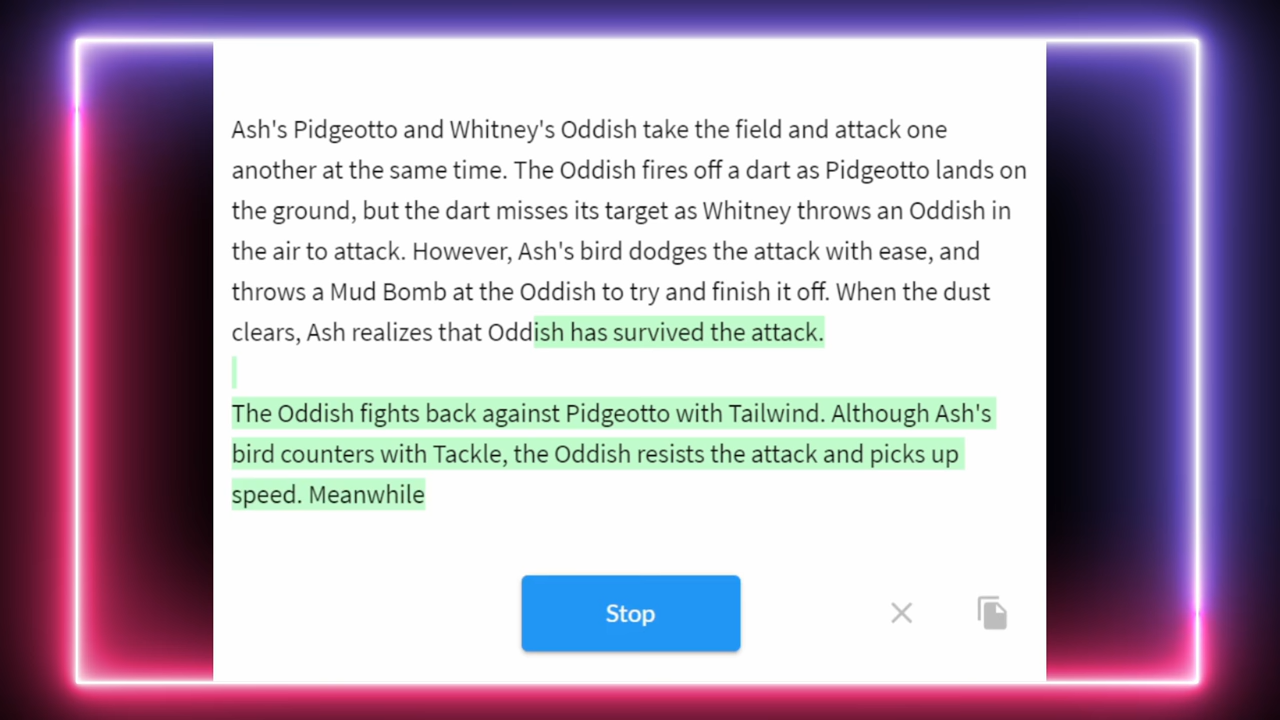 Ash's Pidgeotto and Whitney's Oddish take the field and attack one
another at the same time. The Oddish fires off a dart as Pidgeotto lands on
the ground, but the dart misses its target as Whitney throws an Oddish in
the air to attack. However, Ash's bird dodges the attack with ease, and
throws a Mud Bomb at the Oddish to try and finish it off. When the dust
clears, Ash realizes that Oddish has survived the attack.
The Oddish fights back against Pidgeotto with Tailwind. Although Ash's
bird counters with Tackle, the Oddish resists the attack and picks up
speed. Meanwhile
Stop